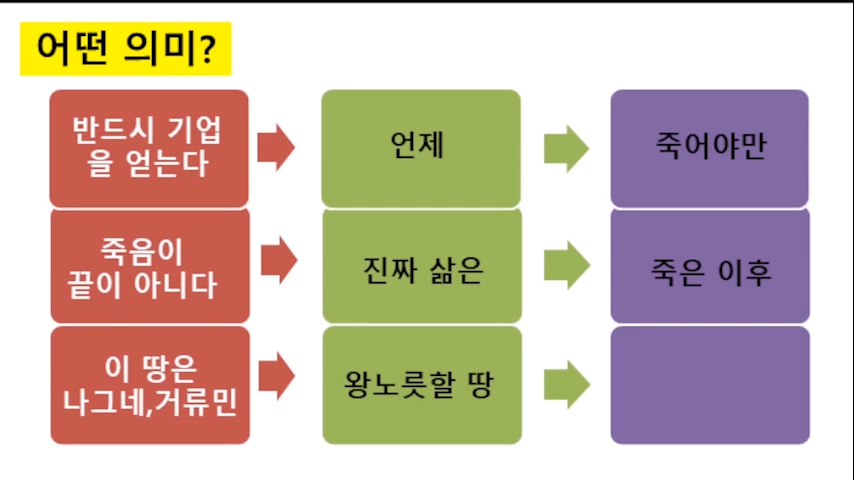 어떤 의미?
반드시 기업
을 얻는다
언제
죽어야만
죽음이
끝이 아니다
진짜 삶은
죽은 이후
이 땅은
나그네,거류민
왕노릇할 땅